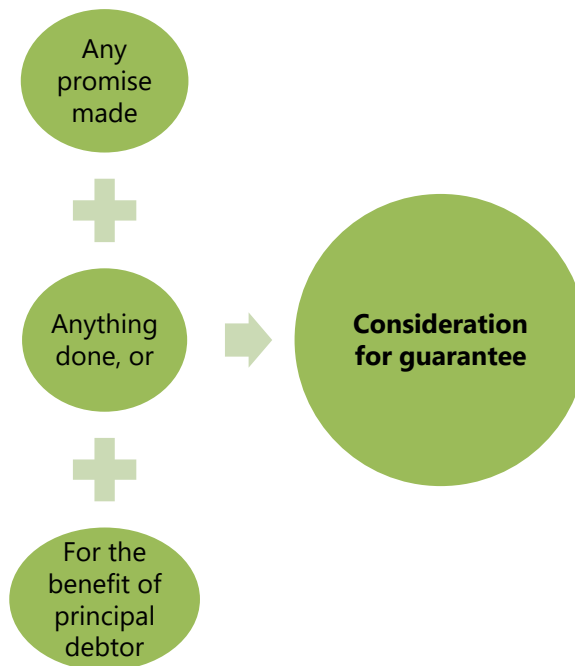 Any
promise
made
Anything
done, or
For the
benefit of
principal
debtor
Consideration
for guarantee